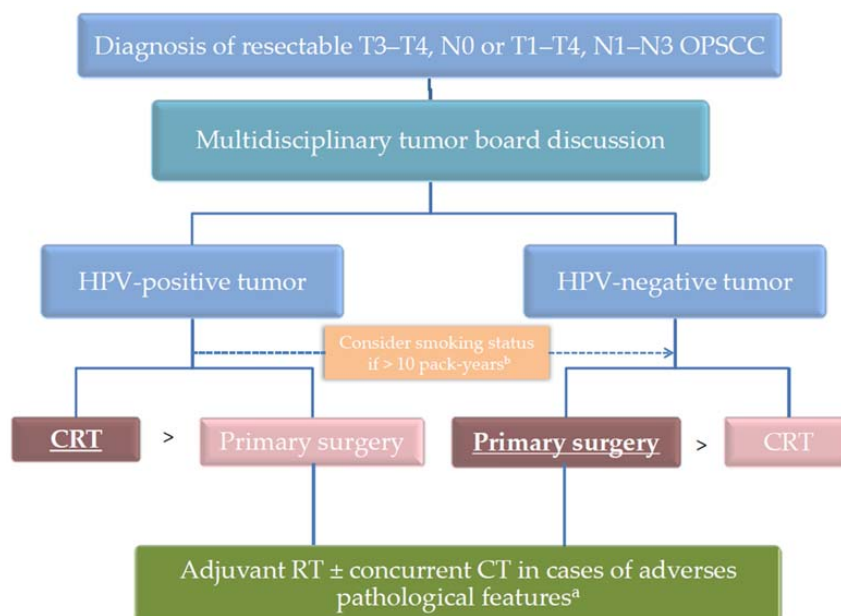 Diagnosis of resectable T3–T4, N0 or T1–T4, N1–N3 OPSCC
Multidisciplinary tumor board discussion
HPV-positive tumor
HPV-negative tumor
Consider smoking status
if > 10 pack-yearsᵇ
CRT > Primary surgery
Primary surgery > CRT
Adjuvant RT ± concurrent CT in cases of adverses
pathological featuresᵃ